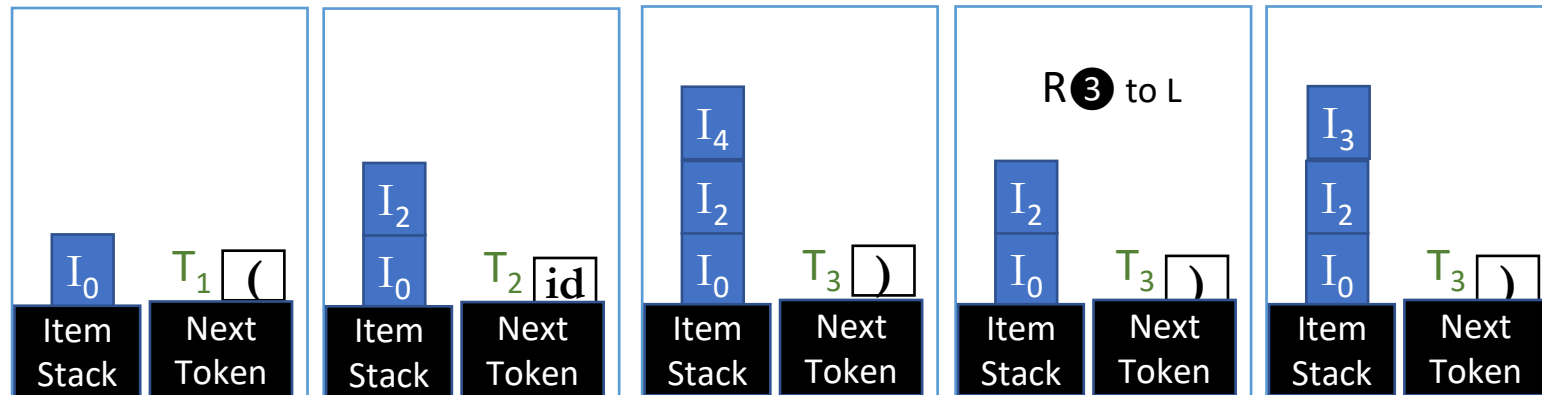 I₀
T₁ (
Item Stack
Next Token
I₂
I₀
T₂ id
Item Stack
Next Token
I₄
I₂
I₀
T₃ )
Item Stack
Next Token
R❸ to L
I₂
I₀
T₃ )
Item Stack
Next Token
I₃
I₂
I₀
T₃ )
Item Stack
Next Token